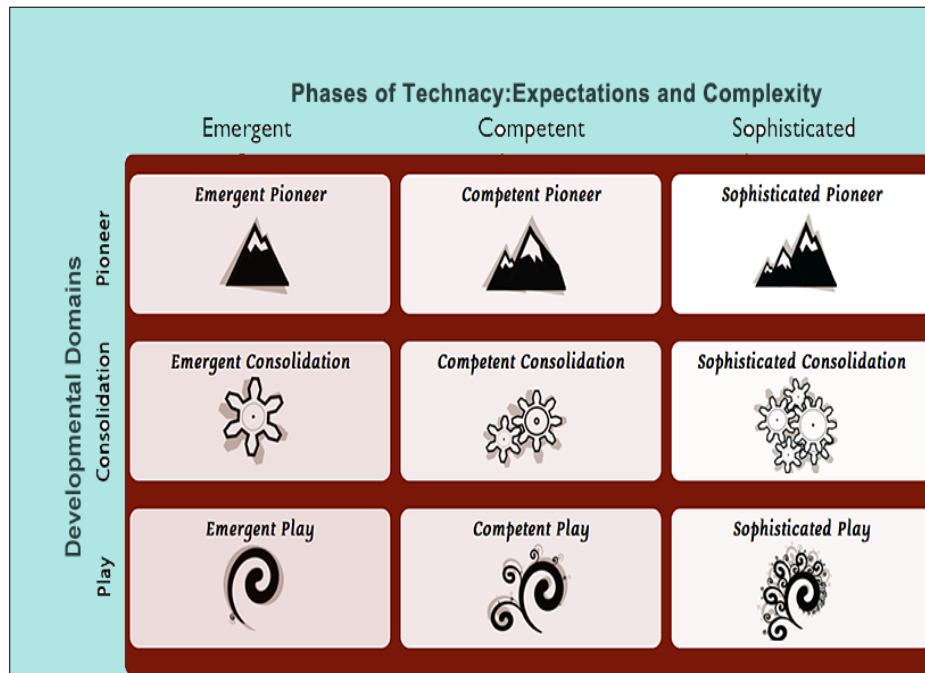 Phases of Technacy:Expectations and Complexity
Emergent Competent Sophisticated
Developmental Domains
Pioneer
Emergent Pioneer Competent Pioneer Sophisticated Pioneer
Consolidation
Emergent Consolidation Competent Consolidation Sophisticated Consolidation
Play
Emergent Play Competent Play Sophisticated Play